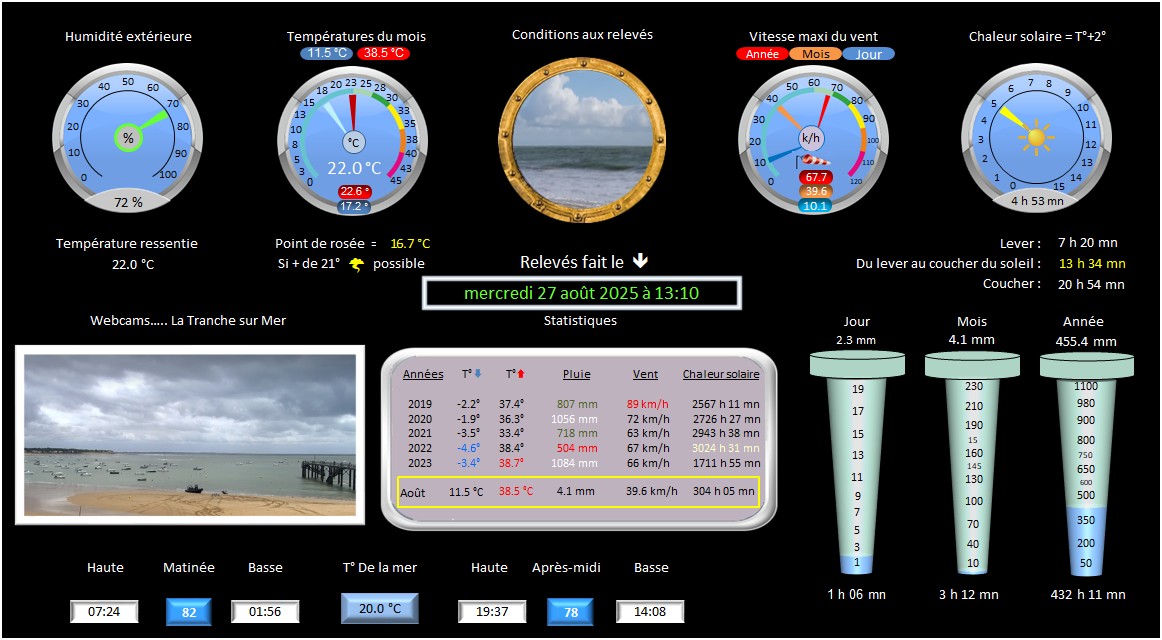 Humidité extérieure
0 10 20 30 40 50 60 70 80 90 100
%
72 %
Températures du mois
11.5 °C 38.5 °C
0 3 5 8 10 13 15 18 20 23 25 28 30 33 35 38 40 43 45
°C
22.0 °C
22.6 °
17.2 °
Conditions aux relevés
Vitesse maxi du vent
Année Mois Jour
0 10 20 30 40 50 60 70 80 90 100 110 120
k/h
67.7
39.6
10.1
Chaleur solaire = T°+2°
0 1 2 3 4 5 6 7 8 9 10 11 12 13 14 15
4 h 53 mn
Température ressentie
22.0 °C
Point de rosée = 16.7 °C
Si + de 21° possible
Relevés fait le
mercredi 27 août 2025 à 13:10
Lever : 7 h 20 mn
Du lever au coucher du soleil : 13 h 34 mn
Coucher : 20 h 54 mn
Webcams..... La Tranche sur Mer
Statistiques
Années T° T° Pluie Vent Chaleur solaire
2019 -2.2° 37.4° 807 mm 89 km/h 2567 h 11 mn
2020 -1.9° 36.3° 1056 mm 72 km/h 2726 h 27 mn
2021 -3.5° 33.4° 718 mm 63 km/h 2943 h 38 mn
2022 -4.6° 38.4° 504 mm 67 km/h 3024 h 31 mn
2023 -3.4° 38.7° 1084 mm 66 km/h 1711 h 55 mn
Août 11.5 °C 38.5 °C 4.1 mm 39.6 km/h 304 h 05 mn
Jour
2.3 mm
19
17
15
13
11
9
7
5
3
1
1 h 06 mn
Mois
4.1 mm
230
210
190
15
160
145
130
100
70
40
10
3 h 12 mn
Année
455.4 mm
1100
980
900
800
750
650
600
500
350
200
50
432 h 11 mn
Haute Matinée Basse T° De la mer Haute Après-midi Basse
07:24 82 01:56 20.0 °C 19:37 78 14:08